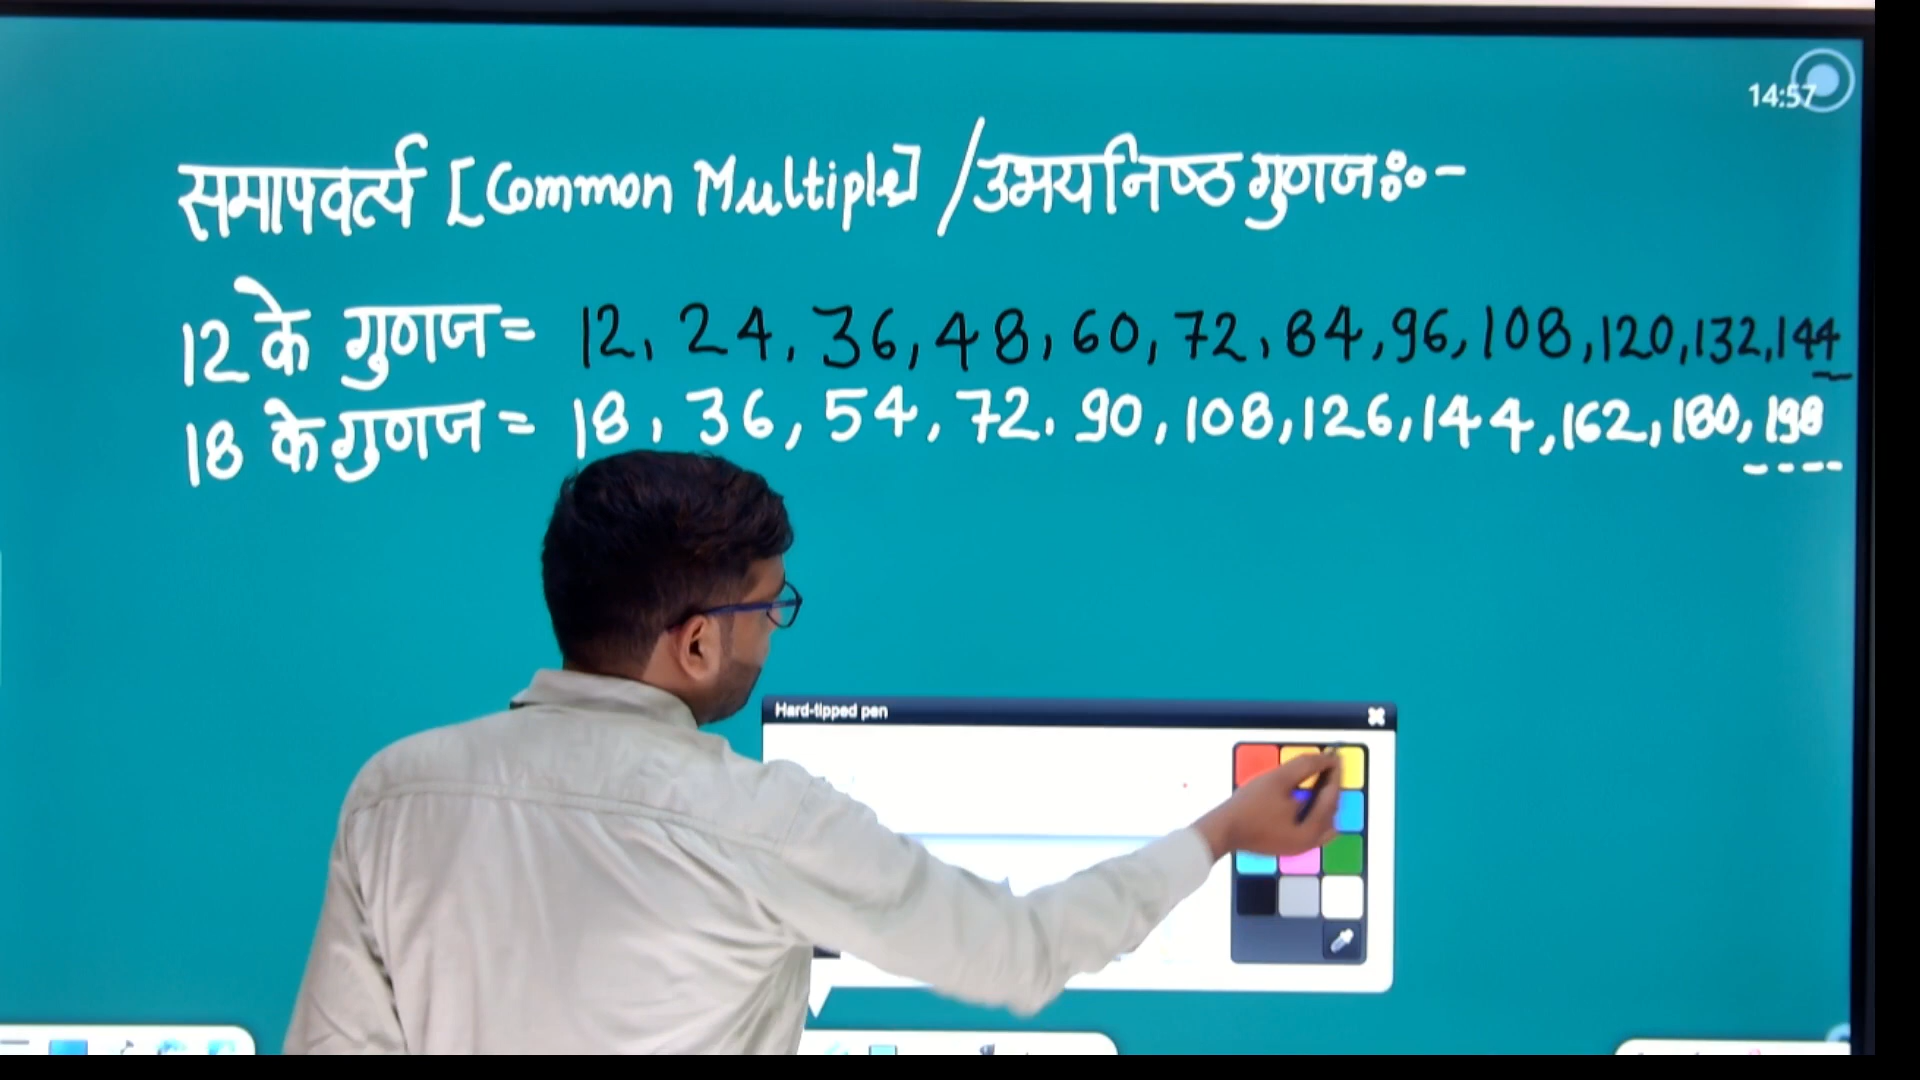 14:57
समापवर्त्य [Common Multiple] / उभयनिष्ठ गुणज :-
12 के गुणज = 12, 24, 36, 48, 60, 72, 84, 96, 108, 120, 132, 144
18 के गुणज = 18, 36, 54, 72, 90, 108, 126, 144, 162, 180, 198 ----
Hard-tipped pen